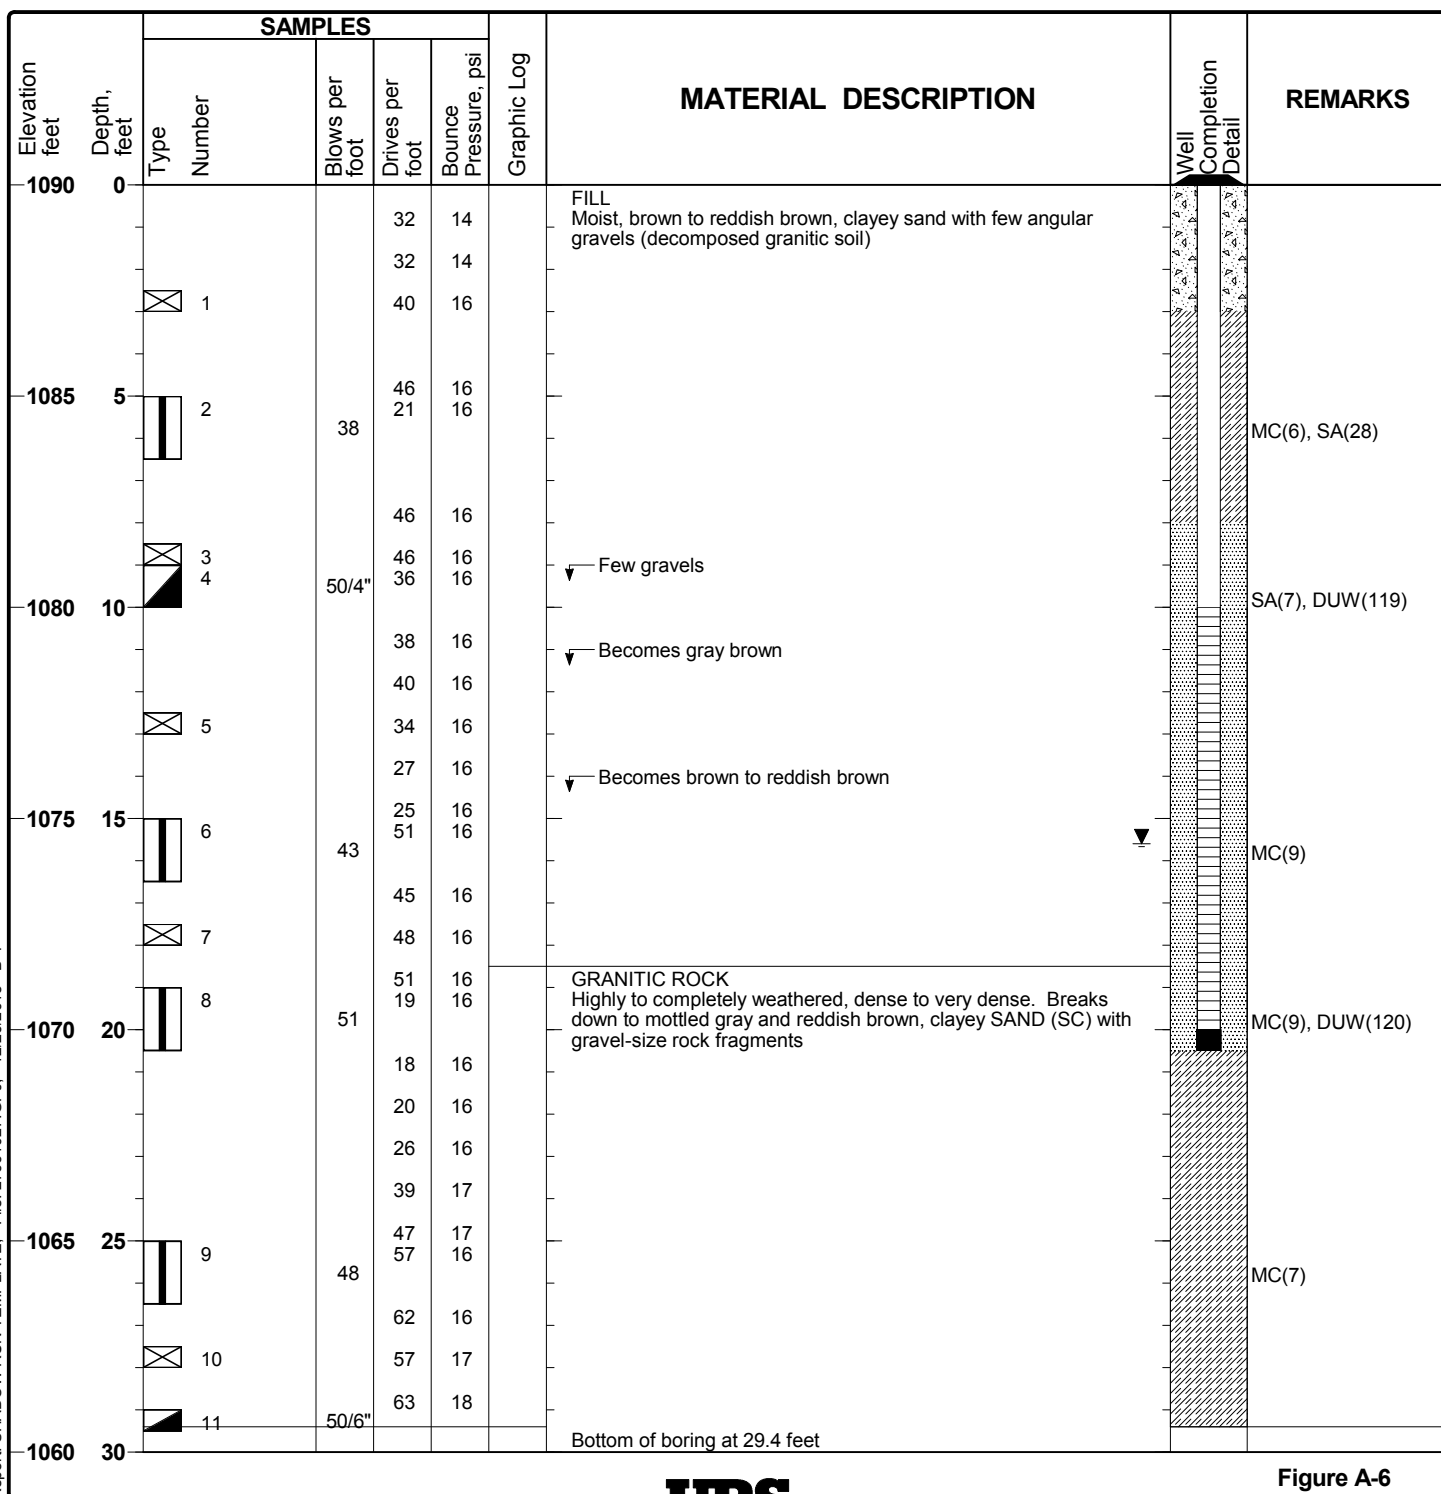 SAMPLES
Elevation feet
Depth, feet
Type
Number
Blows per foot
Drives per foot
Bounce Pressure, psi
Graphic Log
MATERIAL DESCRIPTION
Well Completion Detail
REMARKS
1090 0
FILL
32 14 Moist, brown to reddish brown, clayey sand with few angular
gravels (decomposed granitic soil)
32 14
1 40 16
46 16
1085 5
2 21 16
38 MC(6), SA(28)
46 16
3 46 16
Few gravels
4 50/4" 36 16
1080 10 SA(7), DUW(119)
38 16
Becomes gray brown
40 16
5 34 16
27 16
Becomes brown to reddish brown
25 16
1075 15
6 51 16
43 MC(9)
45 16
7 48 16
51 16 GRANITIC ROCK
8 19 16 Highly to completely weathered, dense to very dense. Breaks
51 down to mottled gray and reddish brown, clayey SAND (SC) with MC(9), DUW(120)
1070 20
gravel-size rock fragments
18 16
20 16
26 16
39 17
47 17
1065 25
9 57 16
48 MC(7)
62 16
10 57 17
63 18
11 50/6"
Bottom of boring at 29.4 feet
1060 30
Figure A-6
URS